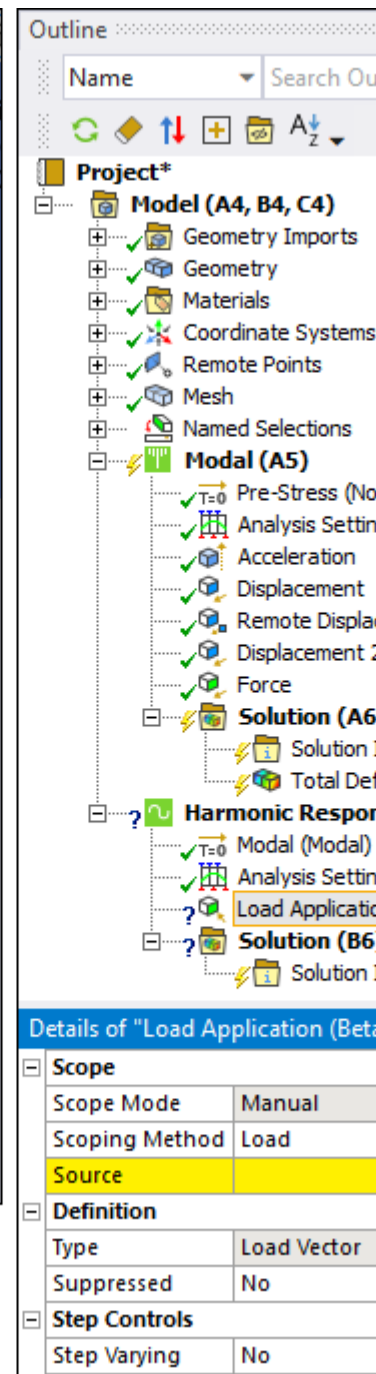 Outline
Name Search Ou
Project*
Model (A4, B4, C4)
Geometry Imports
Geometry
Materials
Coordinate Systems
Remote Points
Mesh
Named Selections
Modal (A5)
T=0 Pre-Stress (No
Analysis Settin
Acceleration
Displacement
Remote Displac
Displacement 2
Force
Solution (A6
Solution I
Total Def
Harmonic Respon
T=0 Modal (Modal)
Analysis Settin
Load Applicatio
Solution (B6)
Solution I
Details of "Load Application (Beta
Scope
Scope Mode Manual
Scoping Method Load
Source
Definition
Type Load Vector
Suppressed No
Step Controls
Step Varying No